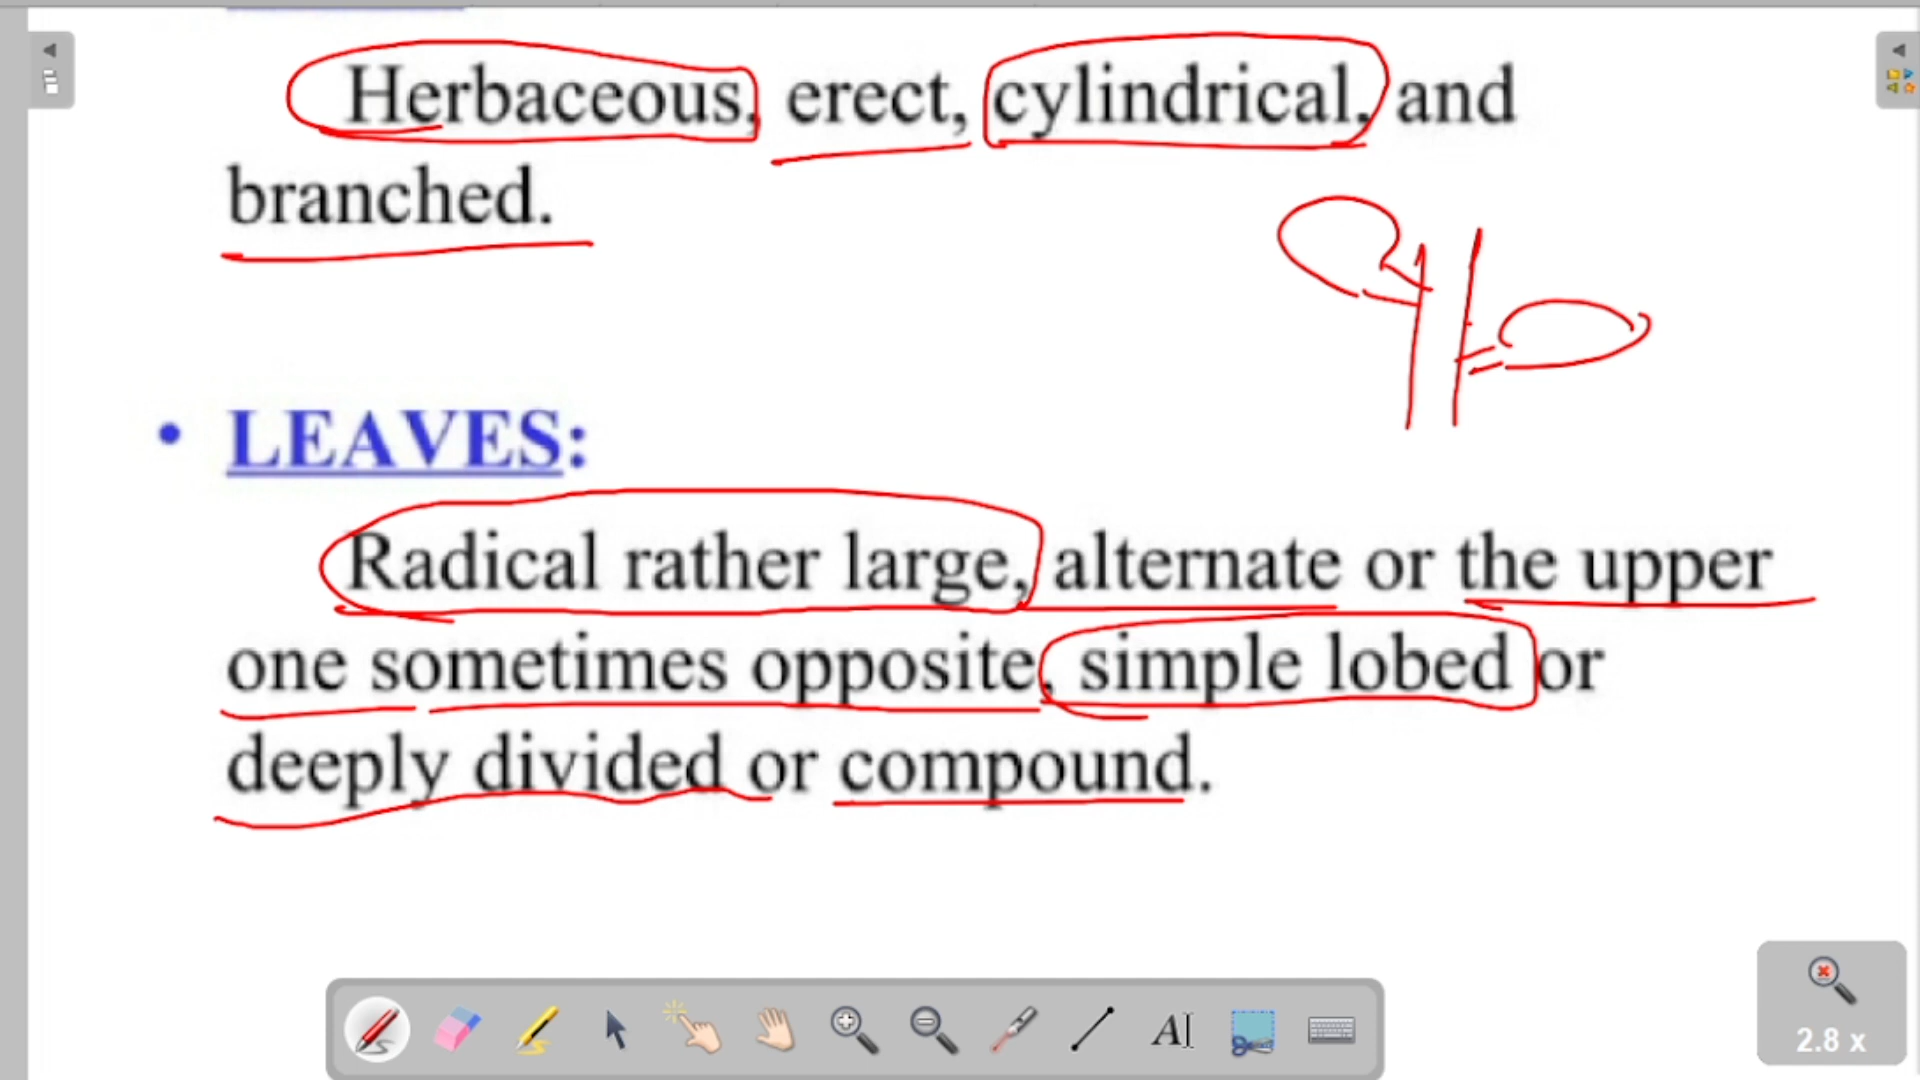 Herbaceous, erect, cylindrical, and
branched.
• LEAVES:
Radical rather large, alternate or the upper
one sometimes opposite, simple lobed or
deeply divided or compound.
A
2.8 x